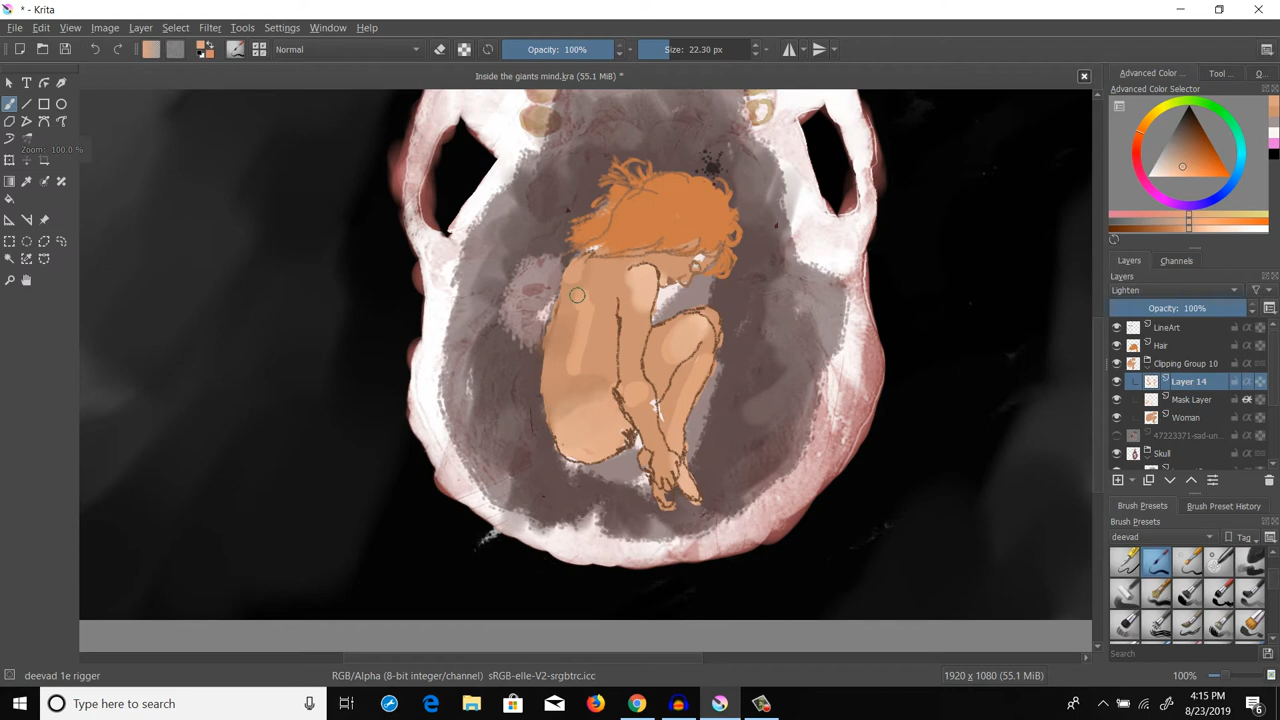 * - Krita
File Edit View Image Layer Select Filter Tools Settings Window Help
Normal Opacity: 100% Size: 22.30 px
Inside the giants mind.kra (55.1 MiB) *
Advanced Color ... Tool ... O...
Advanced Color Selector
Zoom: 100.0 %
Layers Channels
Layers
Lighten
Opacity: 100%
LineArt
Hair
Clipping Group 10
Layer 14
Mask Layer
Woman
47223371-sad-un...
Skull
Brush Presets Brush Preset History
Brush Presets
deevad Tag
Search
deevad 1e rigger RGB/Alpha (8-bit integer/channel) sRGB-elle-V2-srgbtrc.icc 1920 x 1080 (55.1 MiB) 100%
Type here to search
4:15 PM
8/23/2019
6